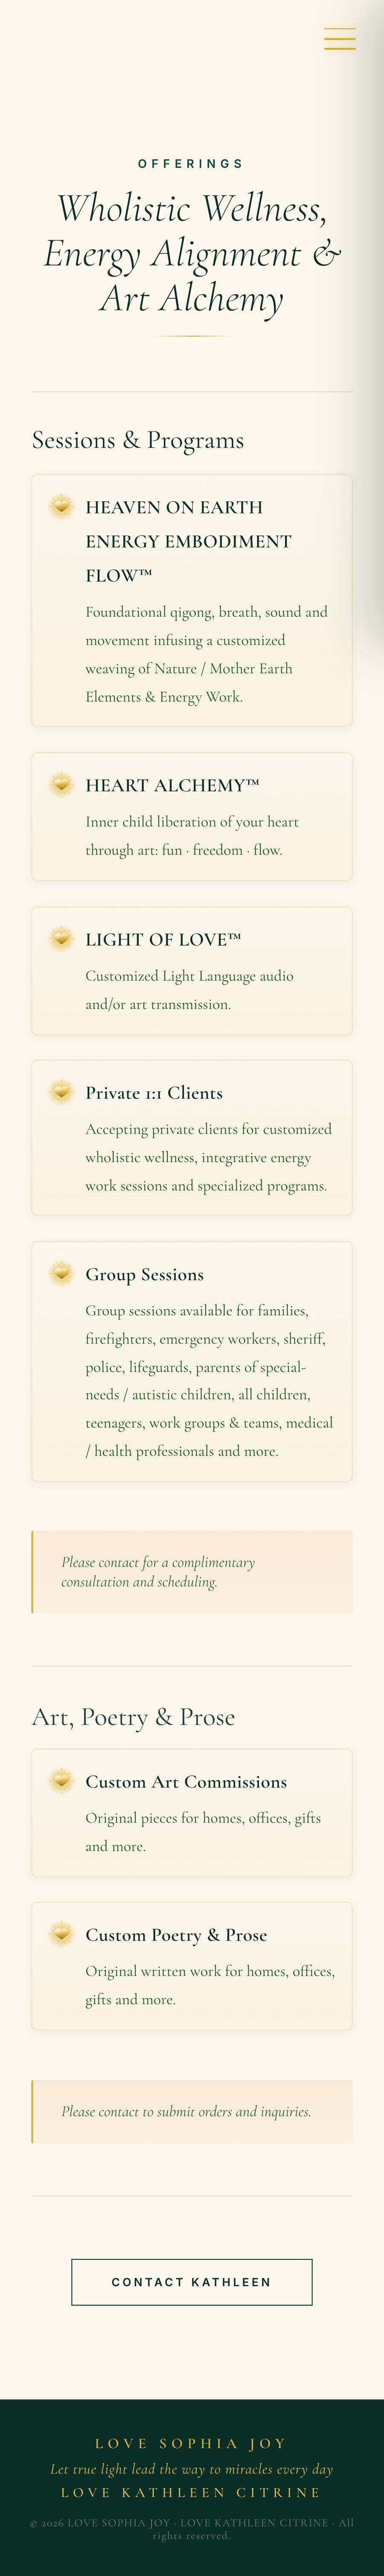 OFFERINGS
Wholistic Wellness,
Energy Alignment &
Art Alchemy
Sessions & Programs
HEAVEN ON EARTH
ENERGY EMBODIMENT
FLOW™
Foundational qigong, breath, sound and
movement infusing a customized
weaving of Nature / Mother Earth
Elements & Energy Work.
HEART ALCHEMY™
Inner child liberation of your heart
through art: fun · freedom · flow.
LIGHT OF LOVE™
Customized Light Language audio
and/or art transmission.
Private 1:1 Clients
Accepting private clients for customized
wholistic wellness, integrative energy
work sessions and specialized programs.
Group Sessions
Group sessions available for families,
firefighters, emergency workers, sheriff,
police, lifeguards, parents of special-
needs / autistic children, all children,
teenagers, work groups & teams, medical
/ health professionals and more.
Please contact for a complimentary
consultation and scheduling.
Art, Poetry & Prose
Custom Art Commissions
Original pieces for homes, offices, gifts
and more.
Custom Poetry & Prose
Original written work for homes, offices,
gifts and more.
Please contact to submit orders and inquiries.
CONTACT KATHLEEN
LOVE SOPHIA JOY
Let true light lead the way to miracles every day
LOVE KATHLEEN CITRINE
© 2026 LOVE SOPHIA JOY · LOVE KATHLEEN CITRINE · All
rights reserved.